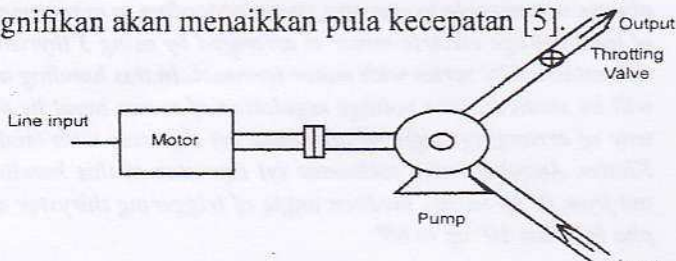 gnifikan akan menaikkan pula kecepatan [5].
Output
Throtting
Valve
Line input
Motor
Pump